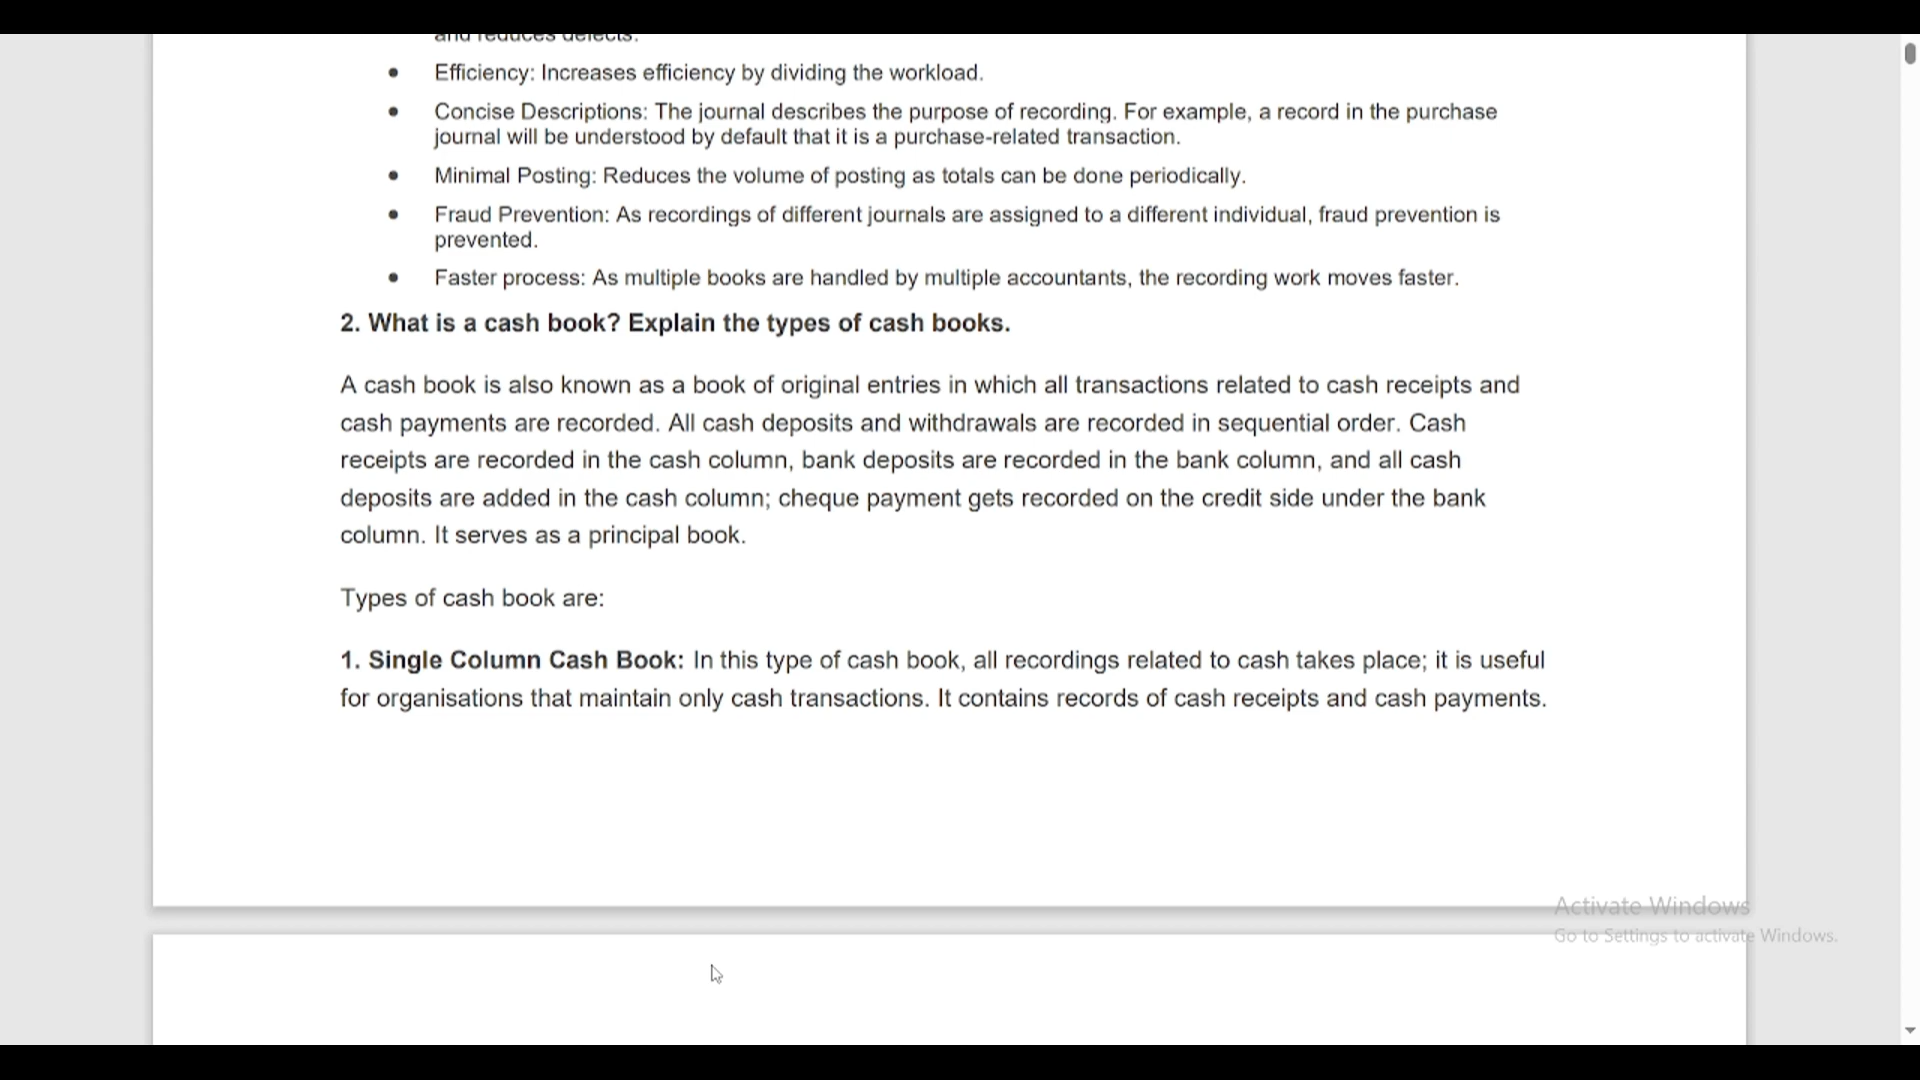 and reduces defects.
• Efficiency: Increases efficiency by dividing the workload.
• Concise Descriptions: The journal describes the purpose of recording. For example, a record in the purchase
journal will be understood by default that it is a purchase-related transaction.
• Minimal Posting: Reduces the volume of posting as totals can be done periodically.
• Fraud Prevention: As recordings of different journals are assigned to a different individual, fraud prevention is
prevented.
• Faster process: As multiple books are handled by multiple accountants, the recording work moves faster.
2. What is a cash book? Explain the types of cash books.
A cash book is also known as a book of original entries in which all transactions related to cash receipts and
cash payments are recorded. All cash deposits and withdrawals are recorded in sequential order. Cash
receipts are recorded in the cash column, bank deposits are recorded in the bank column, and all cash
deposits are added in the cash column; cheque payment gets recorded on the credit side under the bank
column. It serves as a principal book.
Types of cash book are:
1. Single Column Cash Book: In this type of cash book, all recordings related to cash takes place; it is useful
for organisations that maintain only cash transactions. It contains records of cash receipts and cash payments.
Activate Windows
Go to Settings to activate Windows.